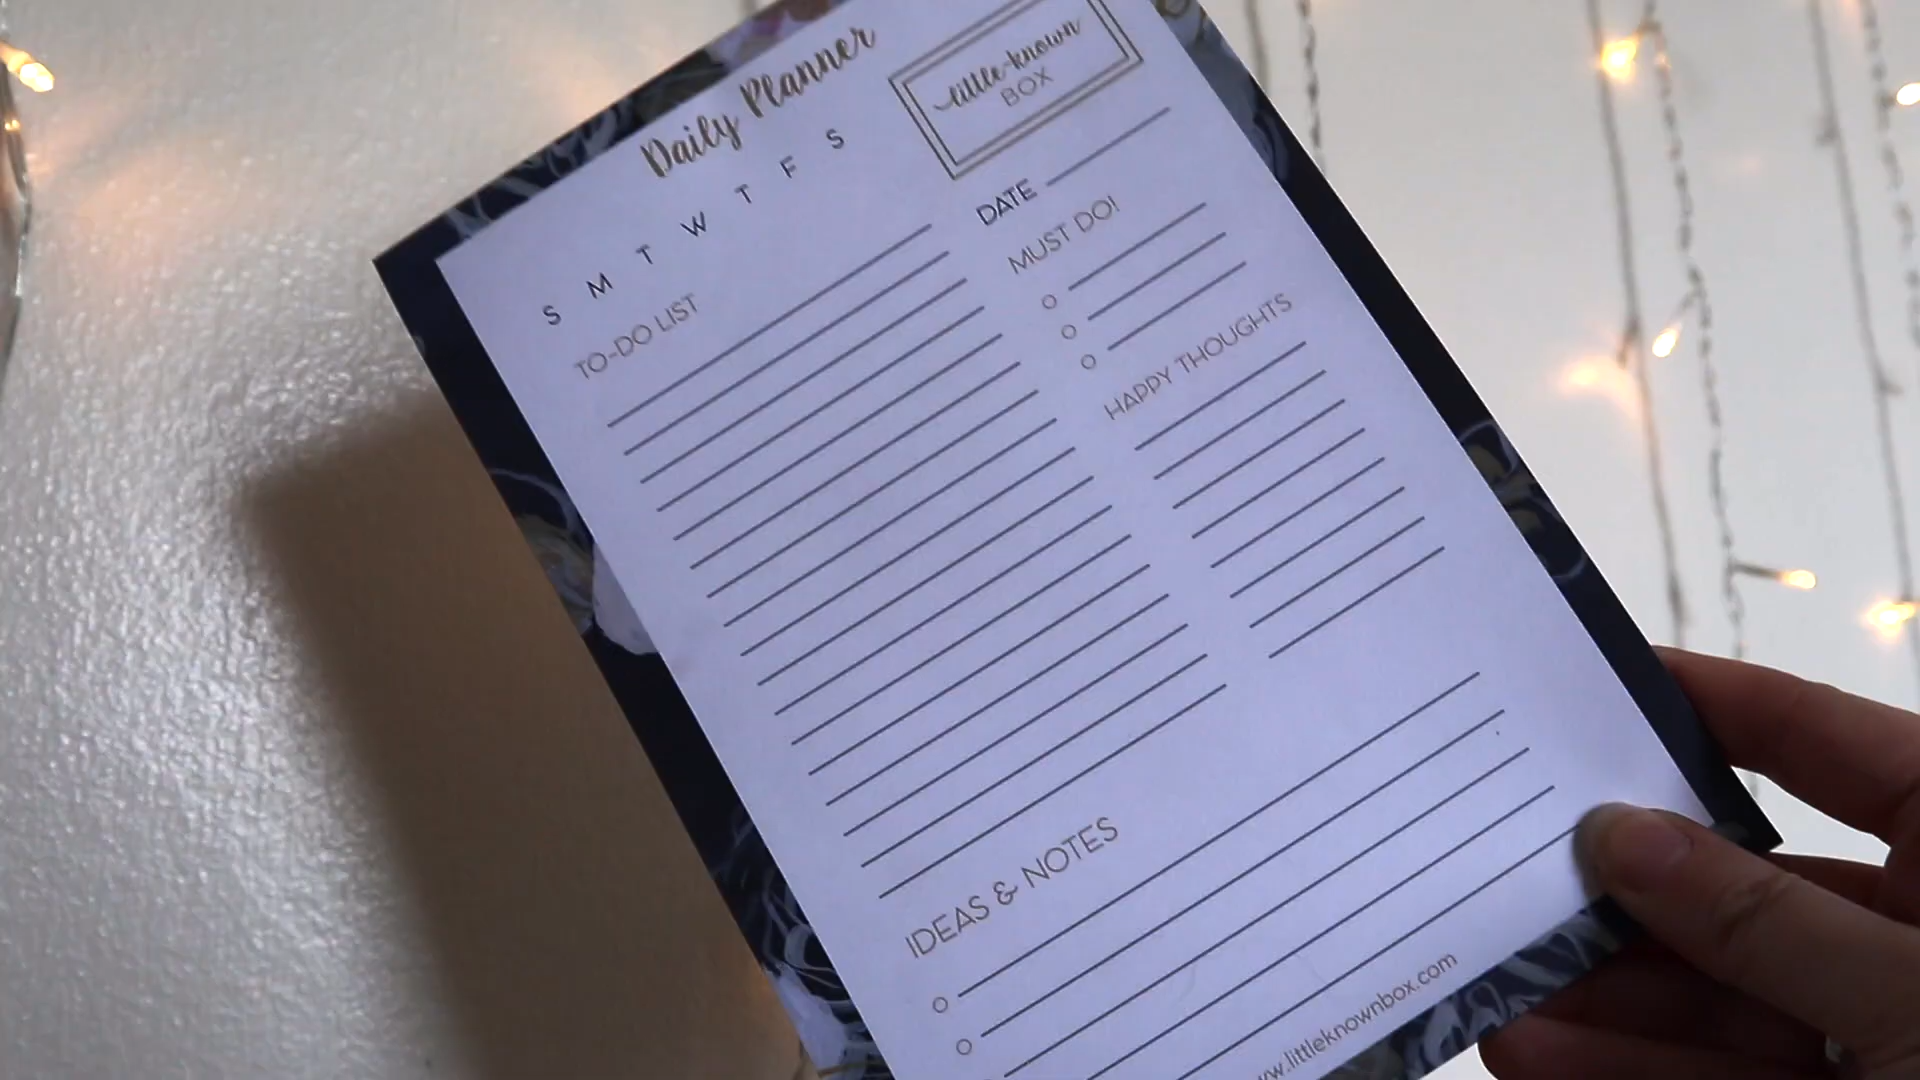 Daily Planner
little-known
BOX
S M T W T F S
DATE
TO-DO LIST
MUST DO!
HAPPY THOUGHTS
IDEAS & NOTES
www.littleknownbox.com